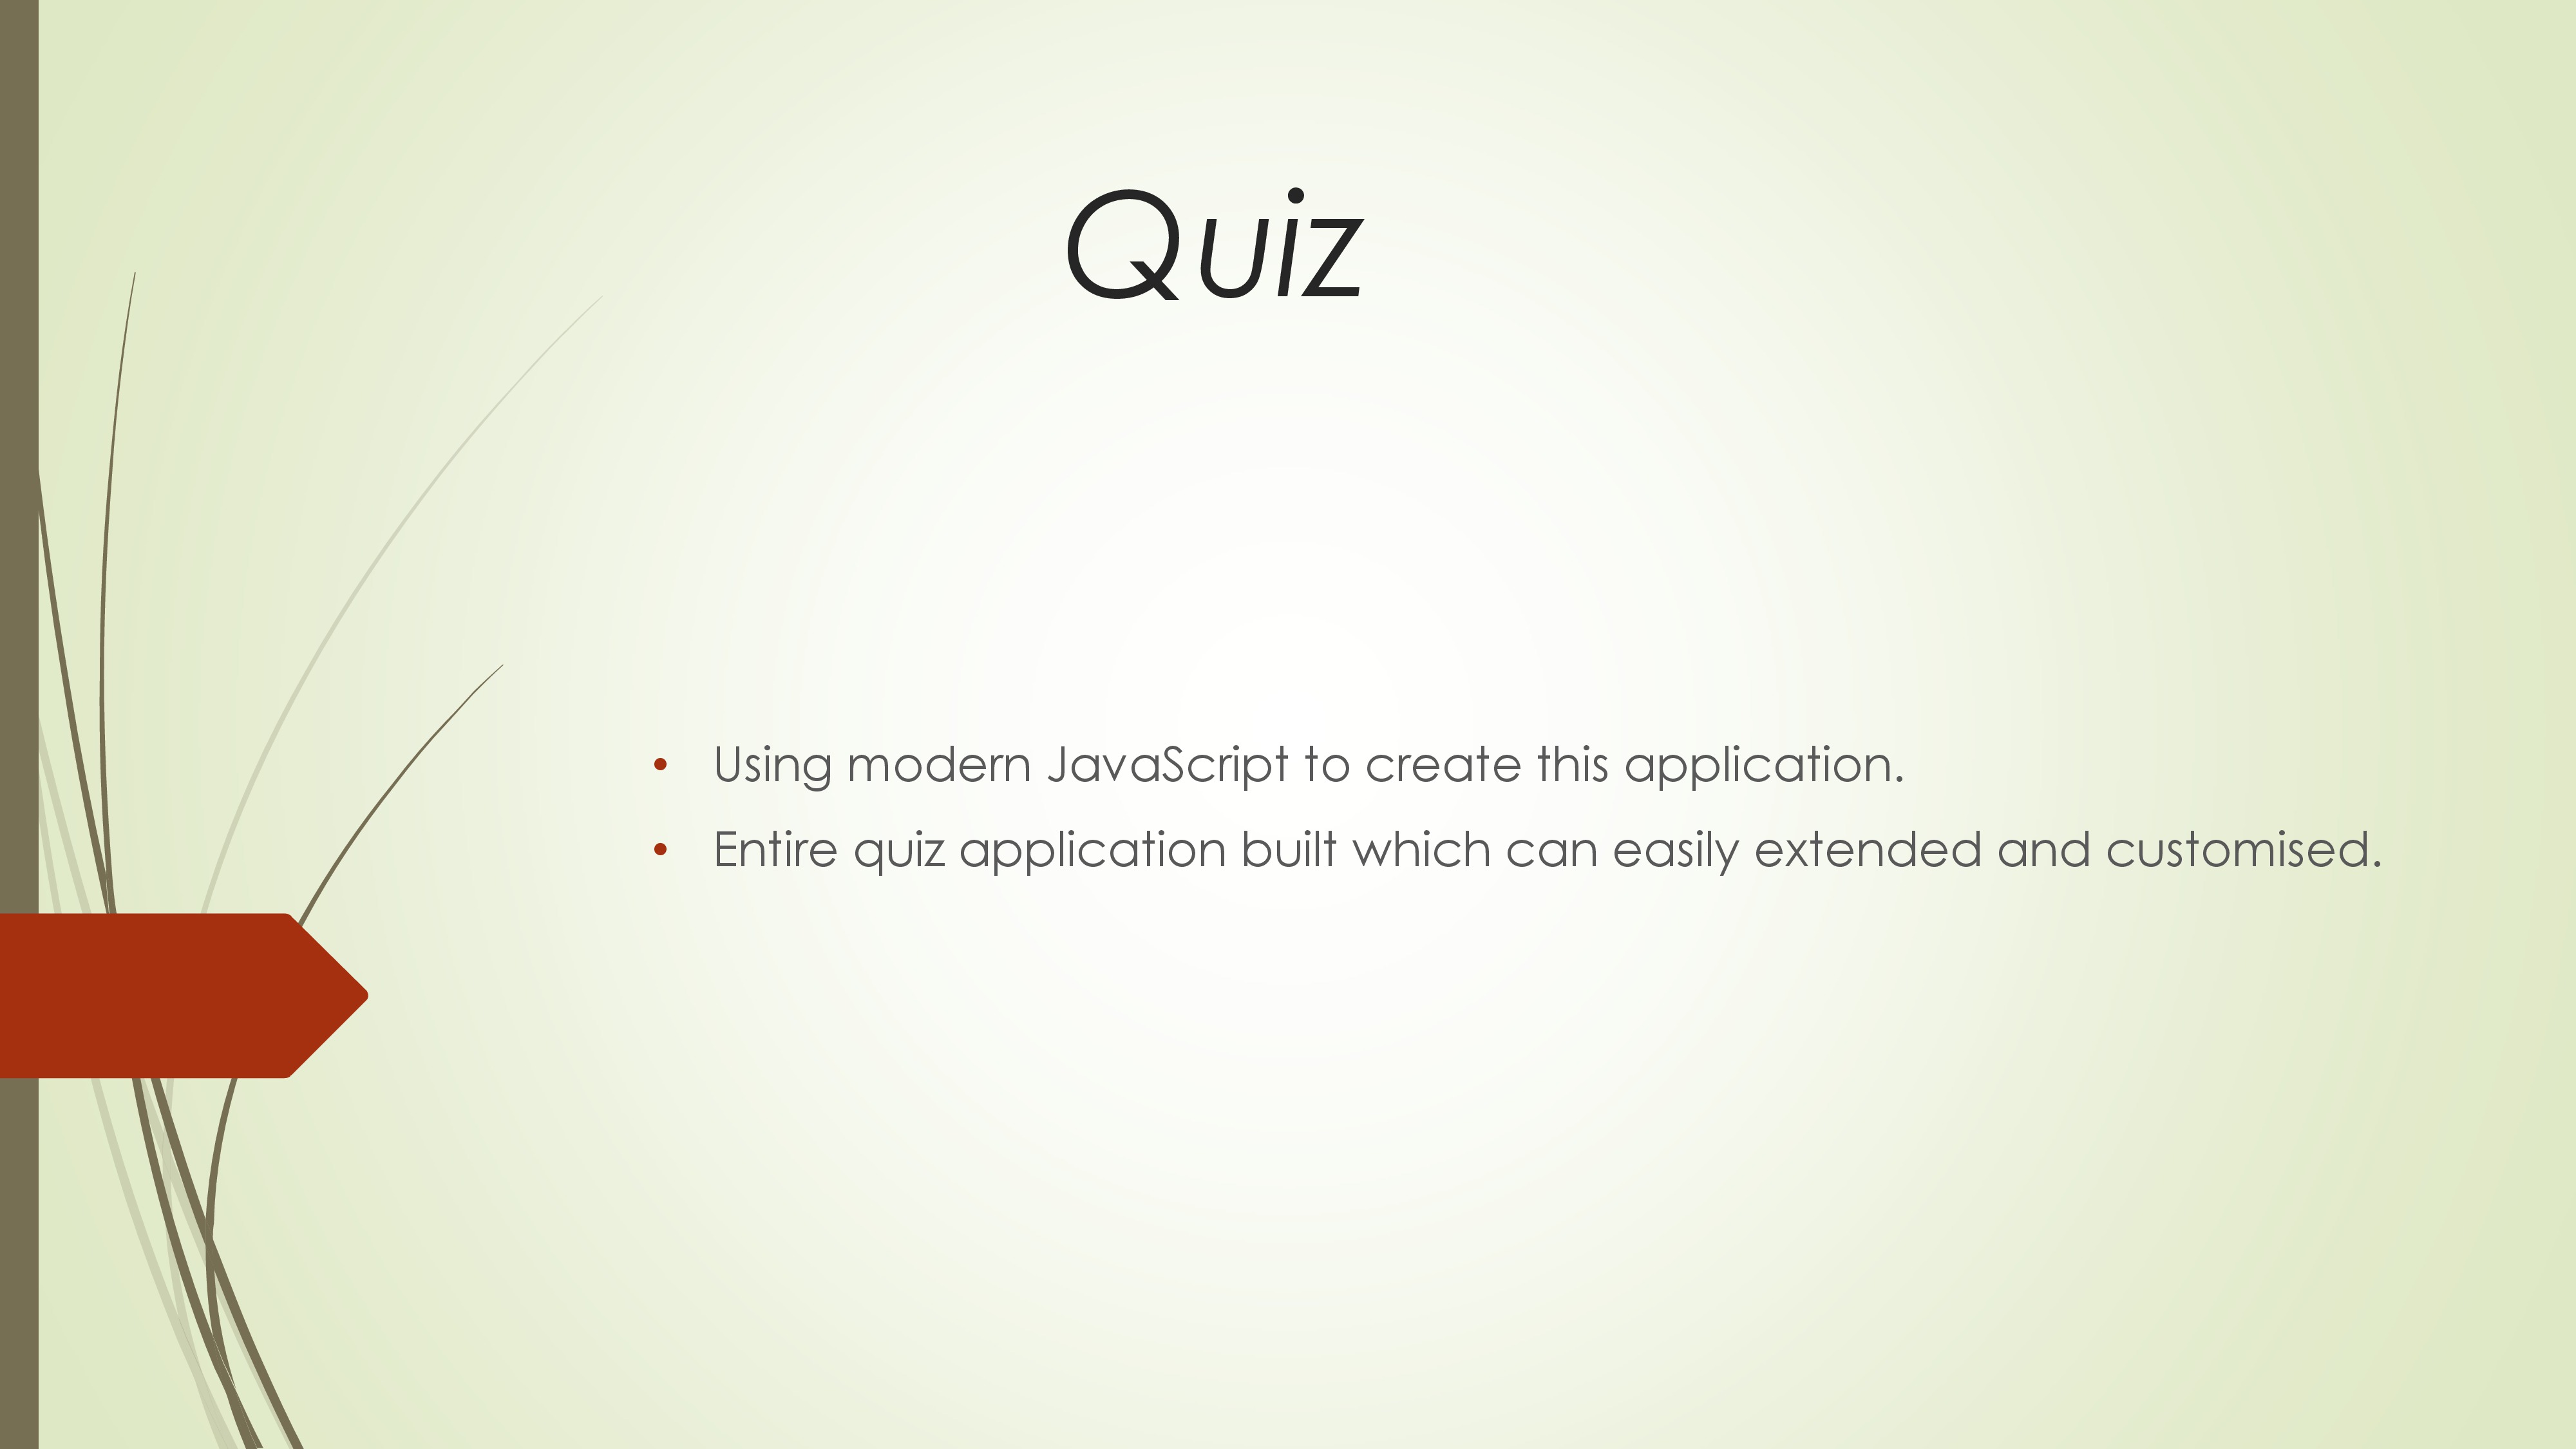 Quiz
• Using modern JavaScript to create this application.
• Entire quiz application built which can easily extended and customised.